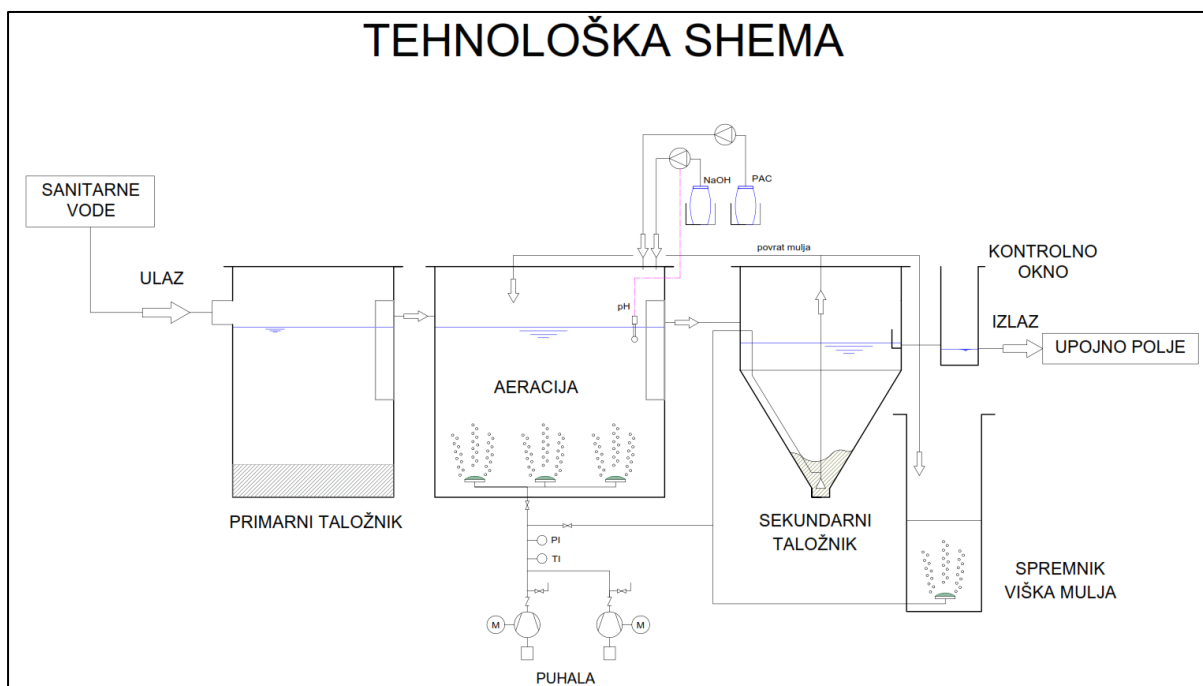 TEHNOLOŠKA SHEMA
SANITARNE
VODE
NaOH
PAC
povrat mulja
KONTROLNO
OKNO
ULAZ
pH
IZLAZ
UPOJNO POLJE
AERACIJA
PRIMARNI TALOŽNIK
SEKUNDARNI
TALOŽNIK
PI
TI
SPREMNIK
VIŠKA MULJA
M
M
PUHALA